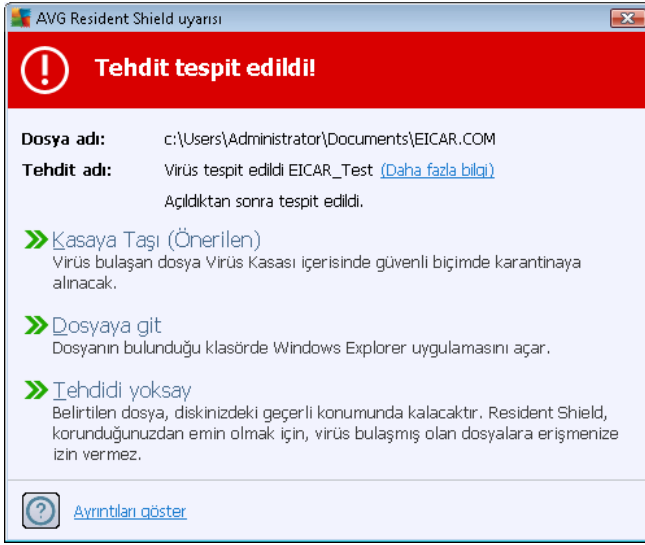 AVG Resident Shield uyarısı
Tehdit tespit edildi!
Dosya adı: c:\Users\Administrator\Documents\EICAR.COM
Tehdit adı: Virüs tespit edildi EICAR_Test (Daha fazla bilgi)
Açıldıktan sonra tespit edildi.
Kasaya Taşı (Önerilen)
Virüs bulaşan dosya Virüs Kasası içerisinde güvenli biçimde karantinaya
alınacak.
Dosyaya git
Dosyanın bulunduğu klasörde Windows Explorer uygulamasını açar.
Tehdidi yoksay
Belirtilen dosya, diskinizdeki geçerli konumunda kalacaktır. Resident Shield,
korunduğunuzdan emin olmak için, virüs bulaşmış olan dosyalara erişmenize
izin vermez.
Ayrıntıları göster